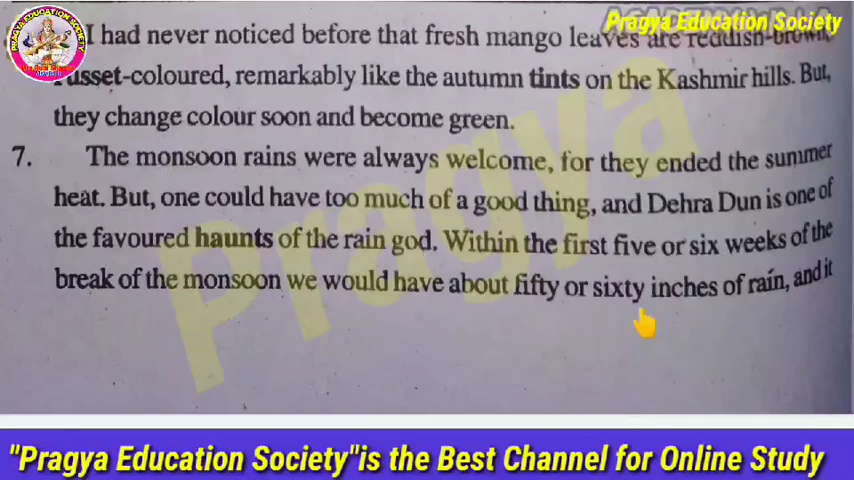 Pragya Education Society
I had never noticed before that fresh mango leaves are reddish-brown,
russet-coloured, remarkably like the autumn tints on the Kashmir hills. But,
they change colour soon and become green.
7. The monsoon rains were always welcome, for they ended the summer
heat. But, one could have too much of a good thing, and Dehra Dun is one of
the favoured haunts of the rain god. Within the first five or six weeks of the
break of the monsoon we would have about fifty or sixty inches of rain, and it
Pragya
"Pragya Education Society"is the Best Channel for Online Study